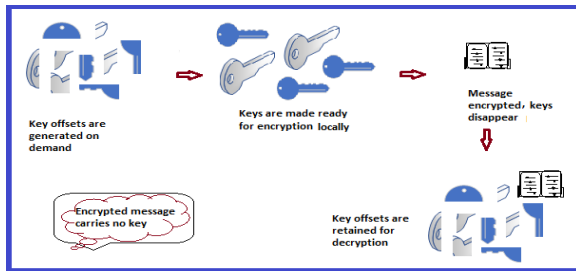 Key offsets are
generated on
demand
Keys are made ready
for encryption locally
Message
encrypted, keys
disappear
Encrypted message
carries no key
Key offsets are
retained for
decryption